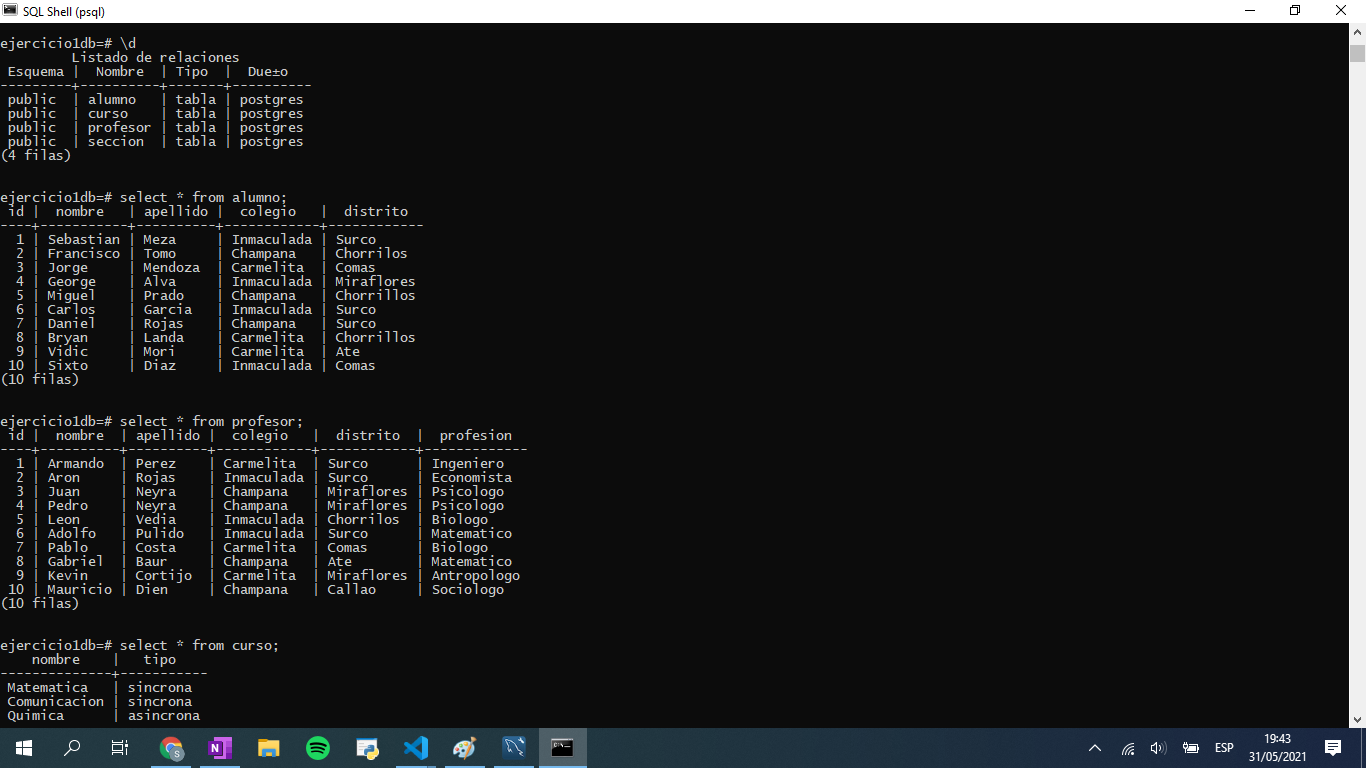 SQL Shell (psql)
ejercicio1db=# \d
Listado de relaciones
Esquema | Nombre | Tipo | Due±o
---------+----------+-------+----------
public | alumno | tabla | postgres
public | curso | tabla | postgres
public | profesor | tabla | postgres
public | seccion | tabla | postgres
(4 filas)
ejercicio1db=# select * from alumno;
id | nombre | apellido | colegio | distrito
----+-----------+----------+------------+------------
1 | Sebastian | Meza | Inmaculada | Surco
2 | Francisco | Tomo | Champana | Chorrilos
3 | Jorge | Mendoza | Carmelita | Comas
4 | George | Alva | Inmaculada | Miraflores
5 | Miguel | Prado | Champana | Chorrillos
6 | Carlos | Garcia | Inmaculada | Surco
7 | Daniel | Rojas | Champana | Surco
8 | Bryan | Landa | Carmelita | Chorrillos
9 | Vidic | Mori | Carmelita | Ate
10 | Sixto | Diaz | Inmaculada | Comas
(10 filas)
ejercicio1db=# select * from profesor;
id | nombre | apellido | colegio | distrito | profesion
----+----------+----------+------------+------------+-------------
1 | Armando | Perez | Carmelita | Surco | Ingeniero
2 | Aron | Rojas | Inmaculada | Surco | Economista
3 | Juan | Neyra | Champana | Miraflores | Psicologo
4 | Pedro | Neyra | Champana | Miraflores | Psicologo
5 | Leon | Vedia | Inmaculada | Chorrilos | Biologo
6 | Adolfo | Pulido | Inmaculada | Surco | Matematico
7 | Pablo | Costa | Carmelita | Comas | Biologo
8 | Gabriel | Baur | Champana | Ate | Matematico
9 | Kevin | Cortijo | Carmelita | Miraflores | Antropologo
10 | Mauricio | Dien | Champana | Callao | Sociologo
(10 filas)
ejercicio1db=# select * from curso;
nombre | tipo
--------------+-----------
Matematica | sincrona
Comunicacion | sincrona
Quimica | asincrona
ESP
19:43
31/05/2021